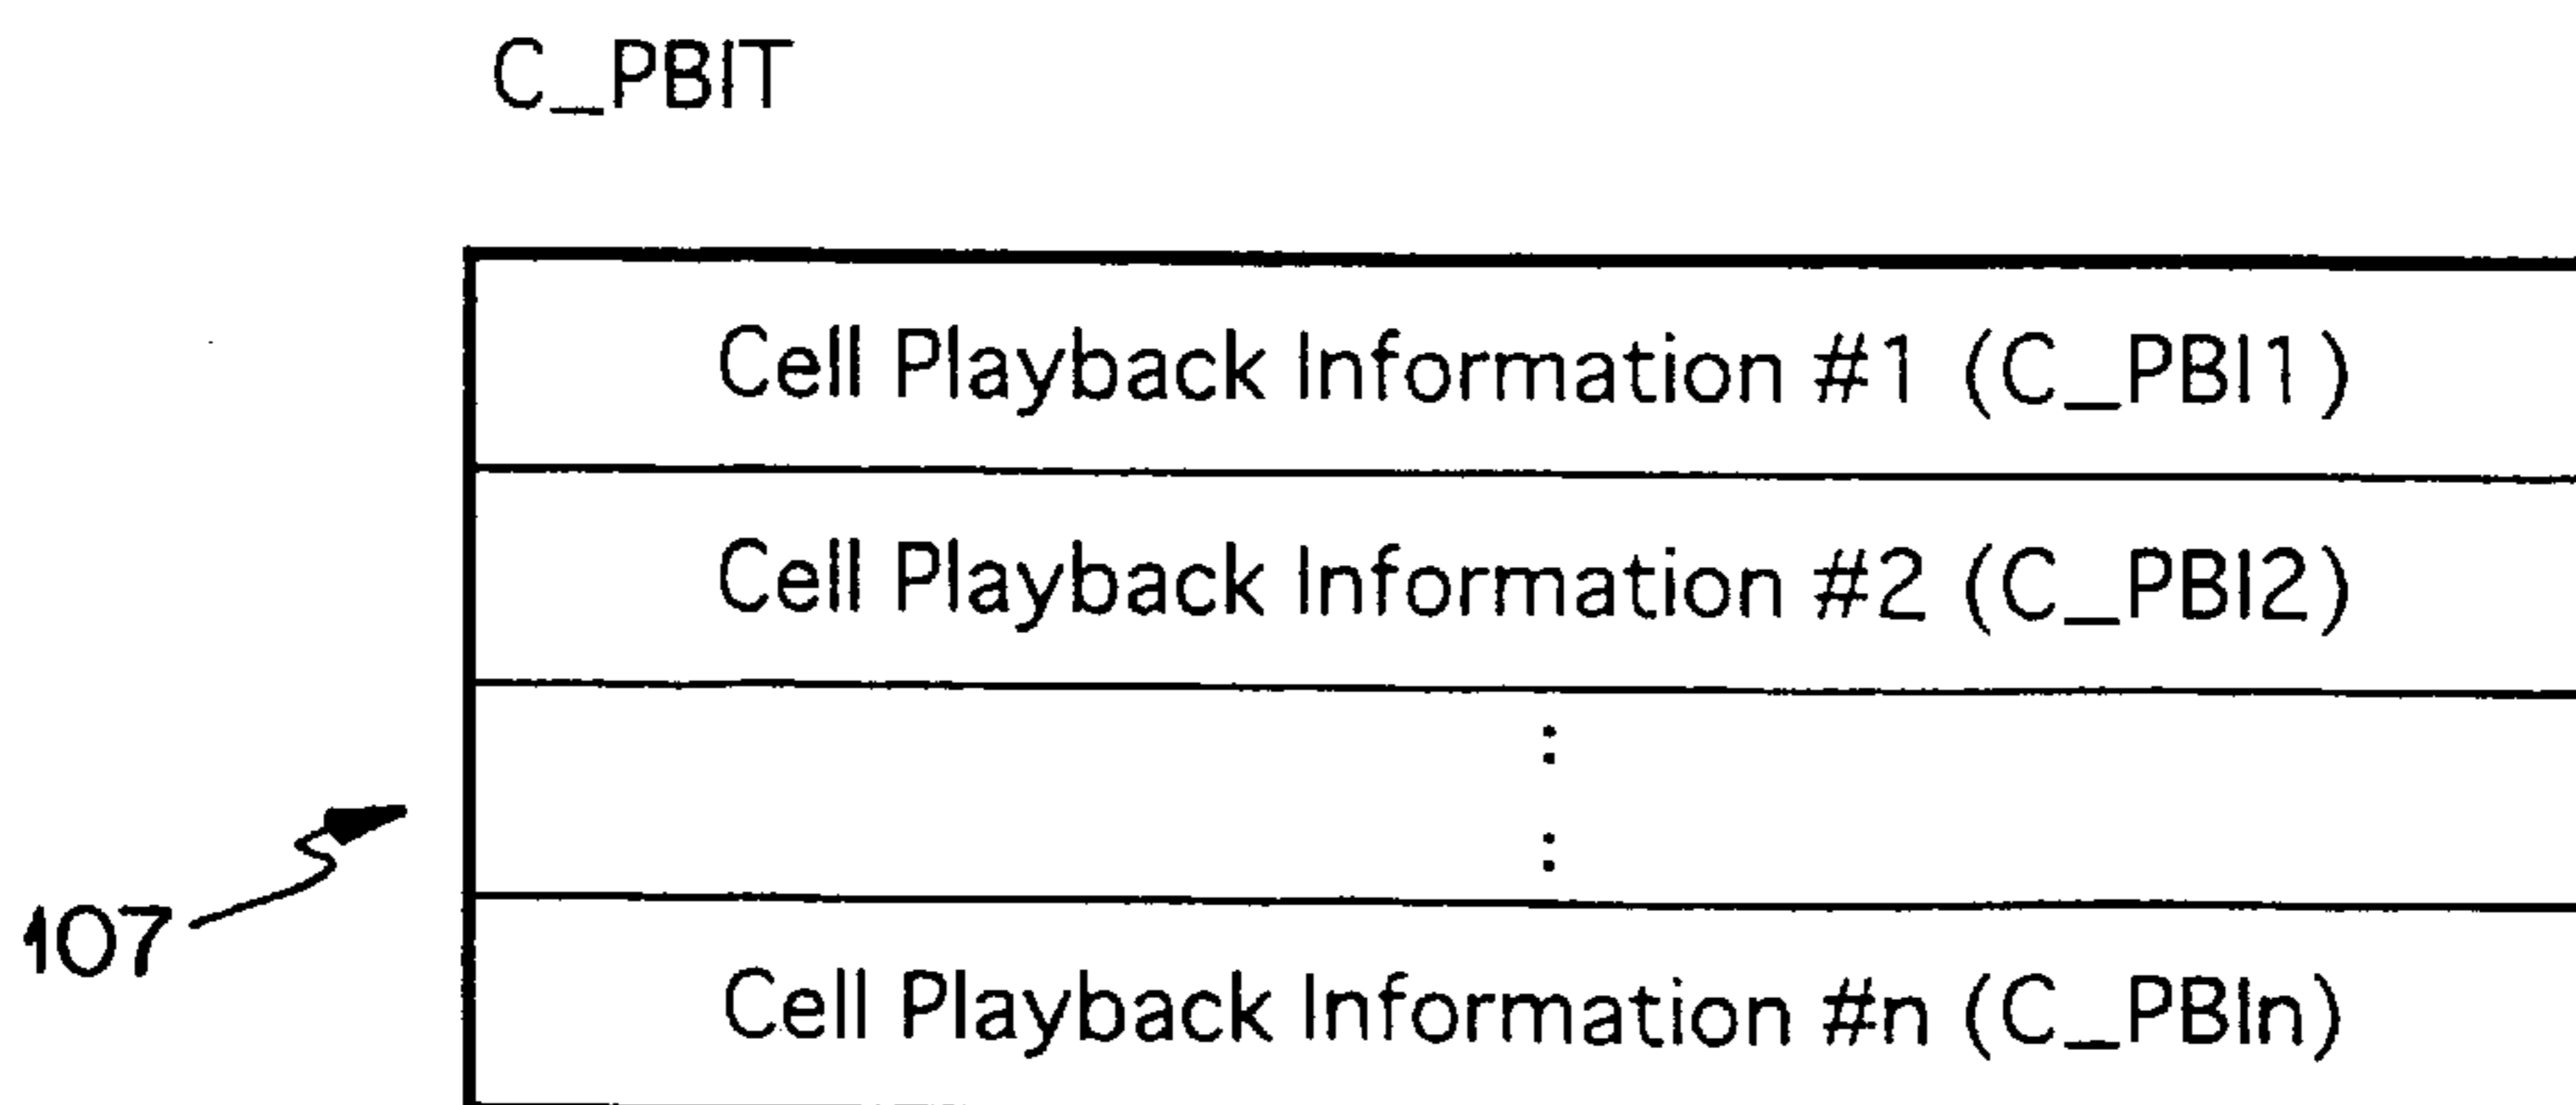 C_PBIT
Cell Playback Information #1 (C_PBI1)
Cell Playback Information #2 (C_PBI2)
:
:
107
Cell Playback Information #n (C_PBIn)